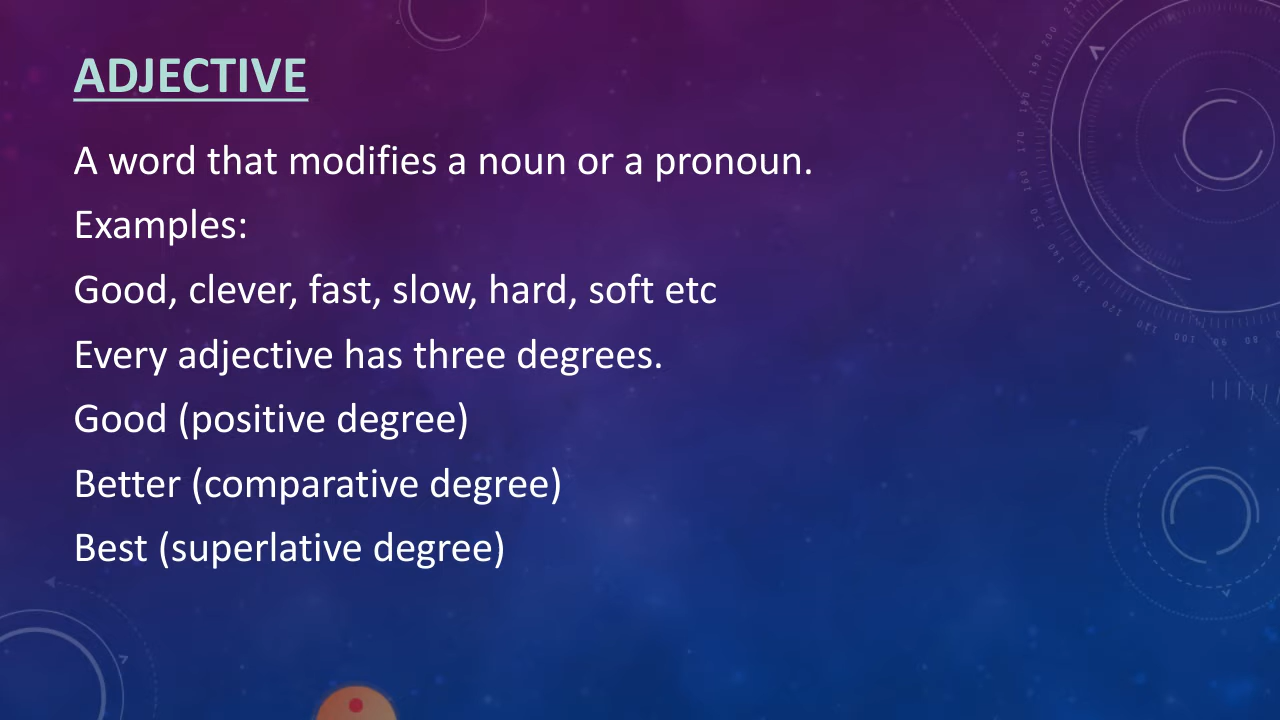 ADJECTIVE
A word that modifies a noun or a pronoun.
Examples:
Good, clever, fast, slow, hard, soft etc
Every adjective has three degrees.
Good (positive degree)
Better (comparative degree)
Best (superlative degree)